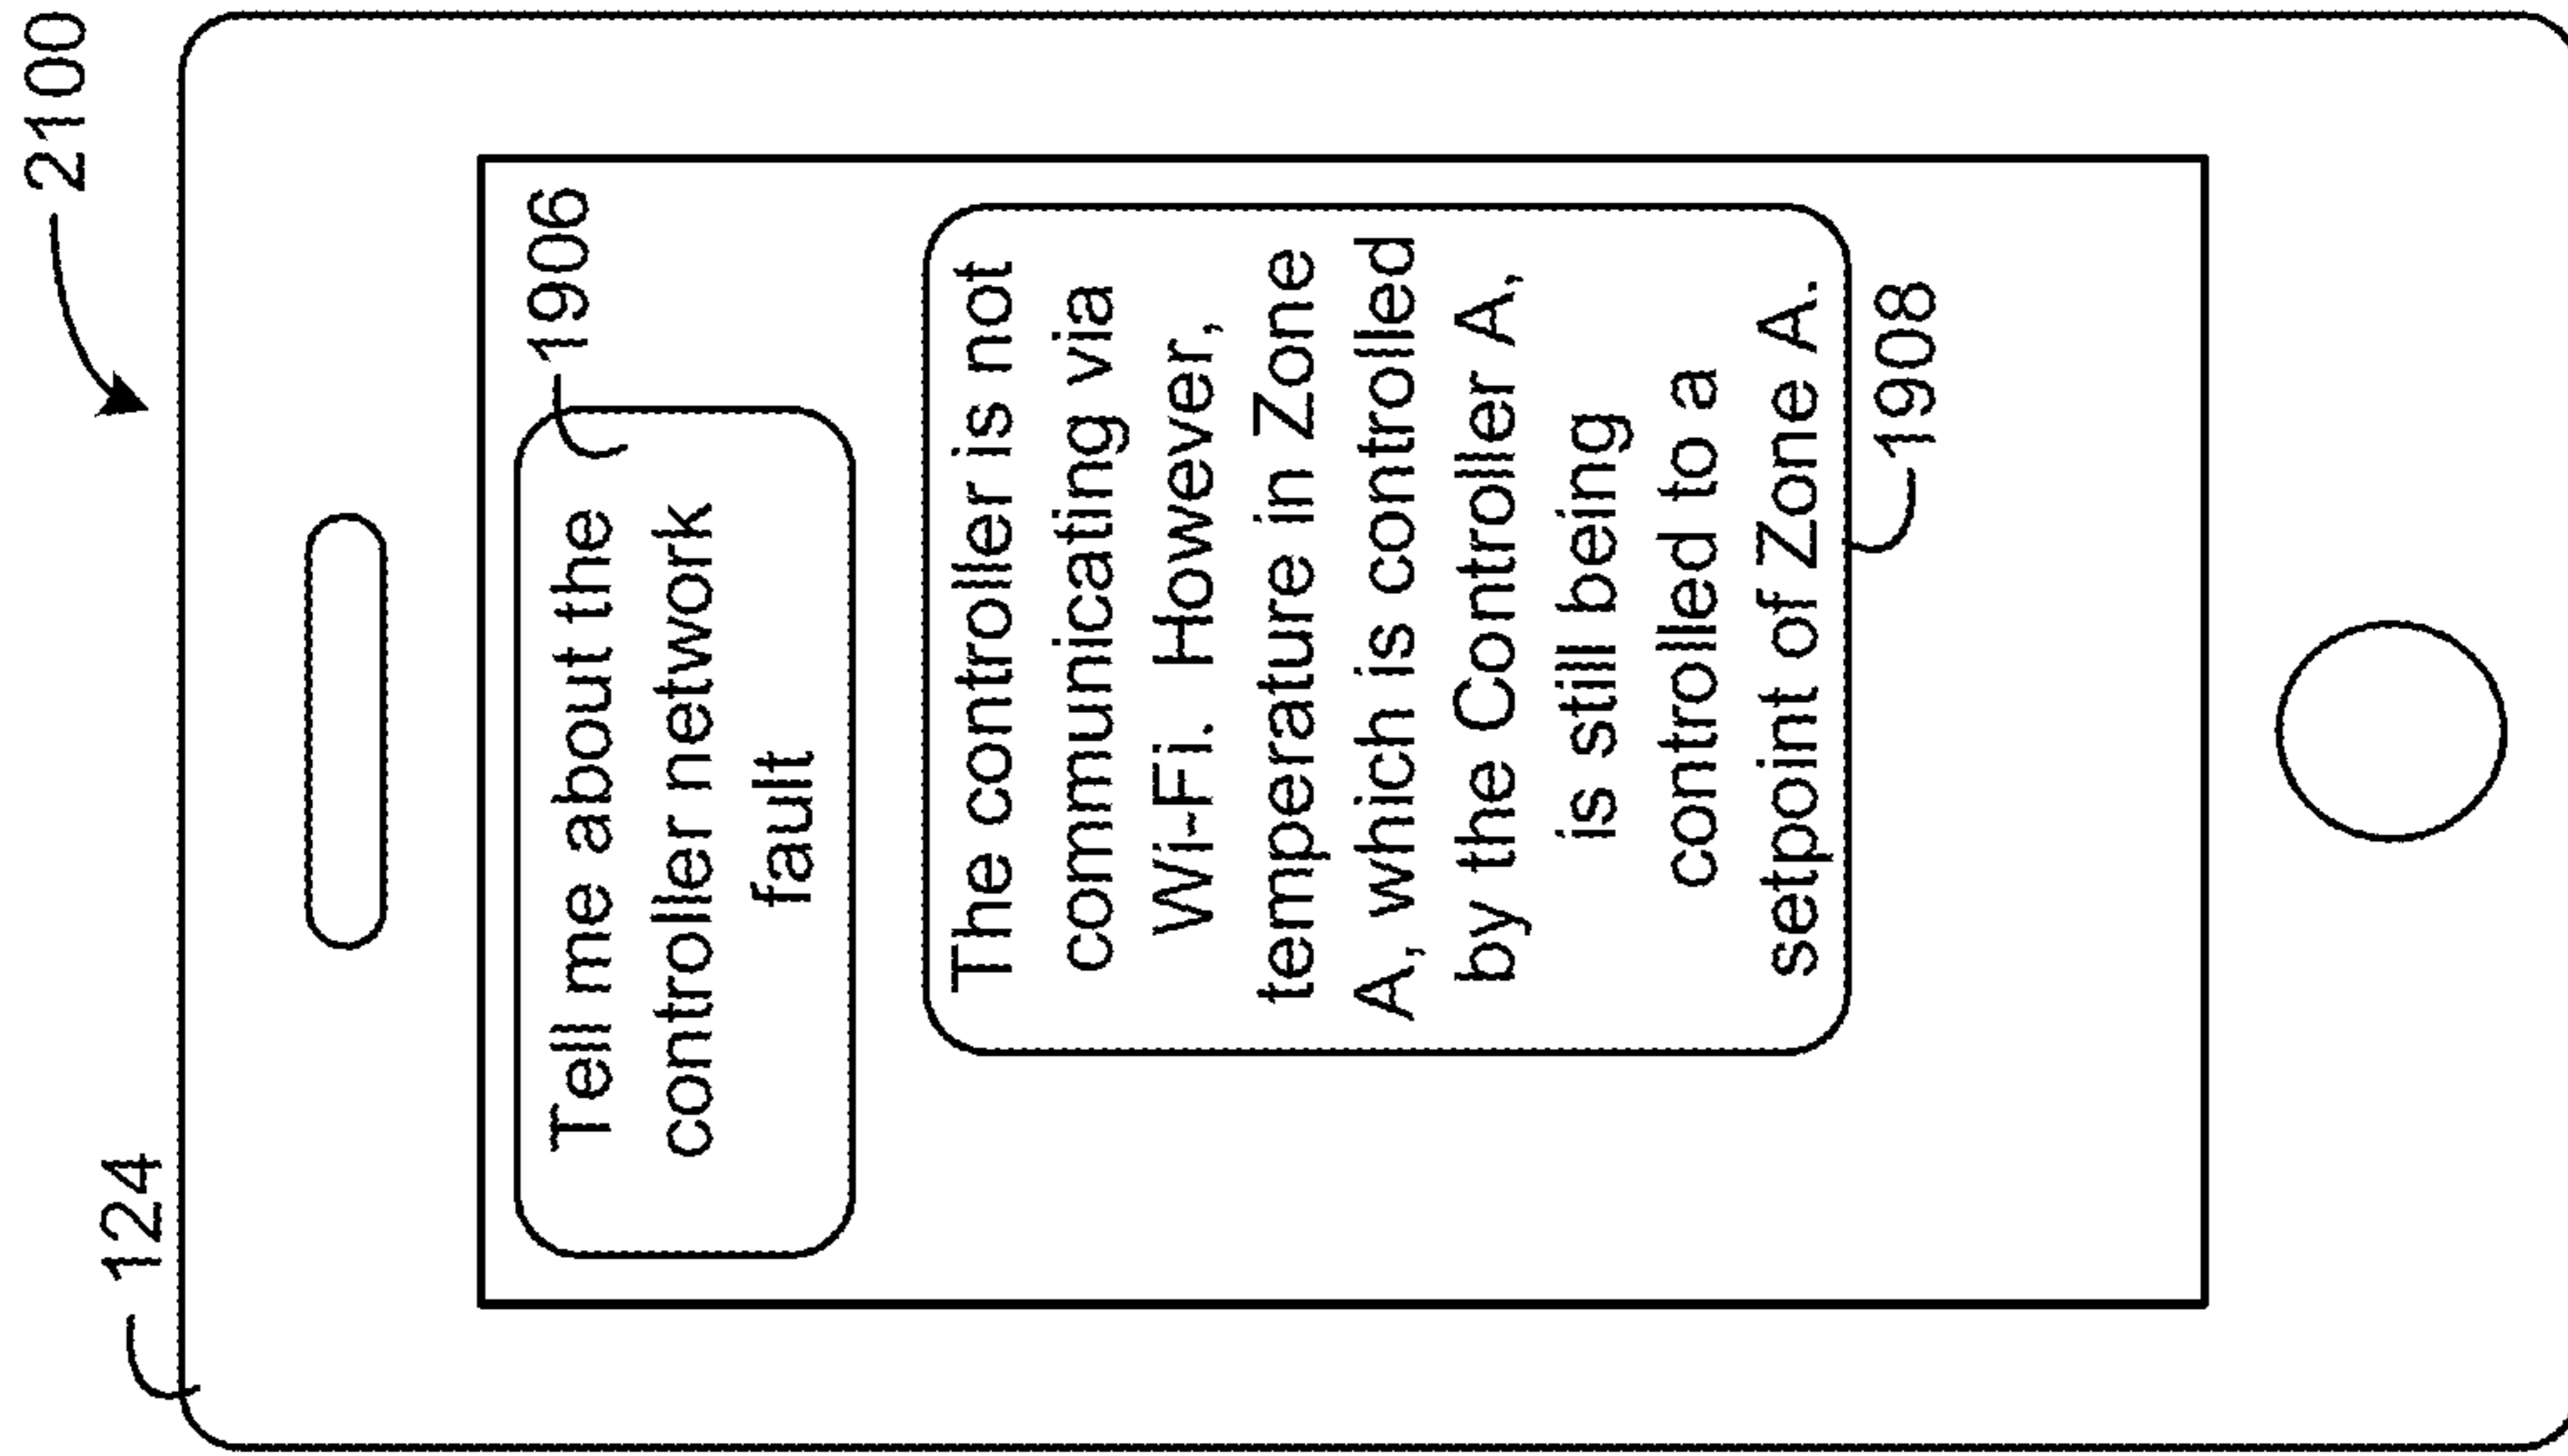 2100
124
1906
Tell me about the
controller network
fault
The controller is not
communicating via
Wi-Fi.  However,
temperature in Zone
A, which is controlled
by the Controller A,
is still being
controlled to a
setpoint of Zone A.
1908